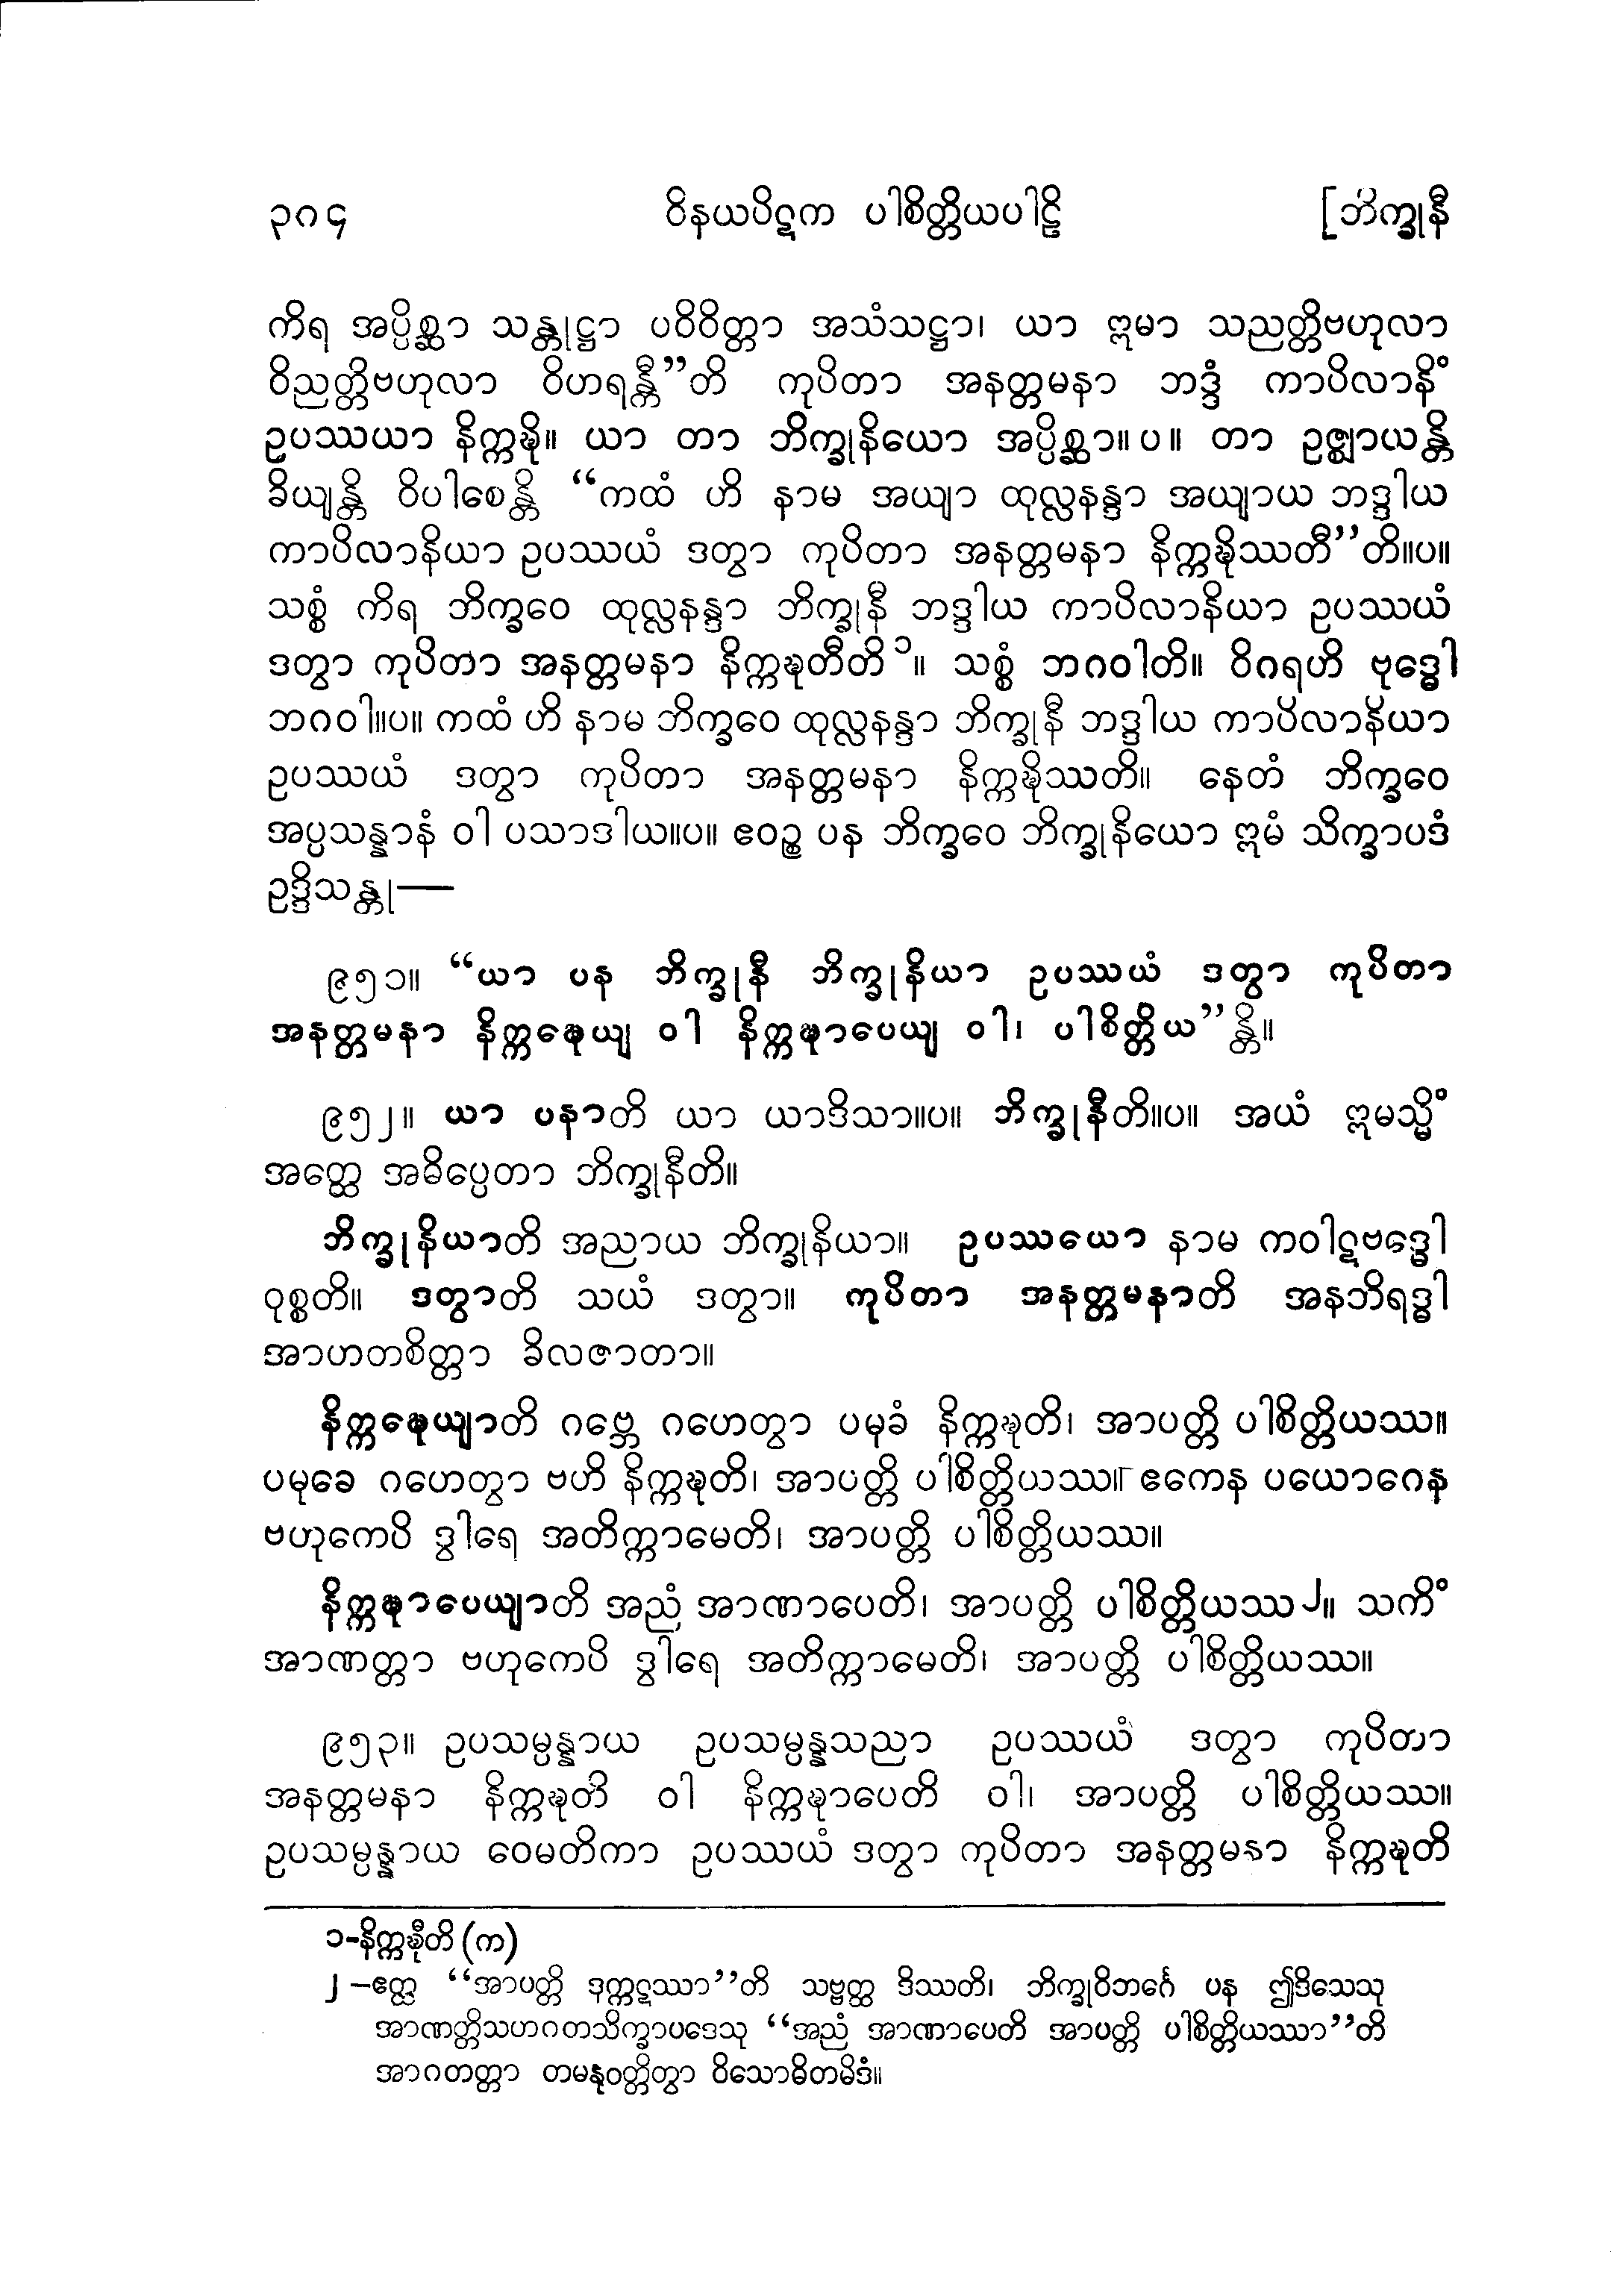 ၃၀၄ ဝိနယပိဋက ပါစိတ္တိယပါဠိ [ဘိက္ခုနီ
ကိရ အပ္ပိစ္ဆာ သန္တုဋ္ဌာ ပဝိဝိတ္တာ အသံသဋ္ဌာ၊ ယာ ဣမာ သညတ္တိဗဟုလာ
ဝိညတ္တိဗဟုလာ ဝိဟရန္တီ”တိ ကုပိတာ အနတ္တမနာ ဘဒ္ဒံ ကာပိလာနိံ
ဥပဿယာ နိက္ကဍ္ဎိ။ ယာ တာ ဘိက္ခုနိယော အပ္ပိစ္ဆာ။ ပ။ တာ ဥဇ္ဈာယန္တိ
ခိယျန္တိ ဝိပါစေန္တိ “ကထံ ဟိ နာမ အယျာ ထုလ္လနန္ဒာ အယျာယ ဘဒ္ဒါယ
ကာပိလာနိယာ ဥပဿယံ ဒတွာ ကုပိတာ အနတ္တမနာ နိက္ကဍ္ဎိဿတီ”တိ။ပ။
သစ္စံ ကိရ ဘိက္ခဝေ ထုလ္လနန္ဒာ ဘိက္ခုနီ ဘဒ္ဒါယ ကာပိလာနိယာ ဥပဿယံ
ဒတွာ ကုပိတာ အနတ္တမနာ နိက္ကဍ္ဎတီတိ ၁။ သစ္စံ ဘဂဝါတိ။ ဝိဂရဟိ ဗုဒ္ဓေါ
ဘဂဝါ။ပ။ ကထံ ဟိ နာမ ဘိက္ခဝေ ထုလ္လနန္ဒာ ဘိက္ခုနီ ဘဒ္ဒါယ ကာပိလာနိယာ
ဥပဿယံ ဒတွာ ကုပိတာ အနတ္တမနာ နိက္ကဍ္ဎိဿတိ။ နေတံ ဘိက္ခဝေ
အပ္ပသန္နာနံ ဝါ ပသာဒါယ။ပ။ ဧဝဉ္စ ပန ဘိက္ခဝေ ဘိက္ခုနိယော ဣမံ သိက္ခာပဒံ
ဥဒ္ဒိသန္တု—
၉၅၁။ “ယာ ပန ဘိက္ခုနီ ဘိက္ခုနိယာ ဥပဿယံ ဒတွာ ကုပိတာ
အနတ္တမနာ နိက္ကဍ္ဎေယျ ဝါ နိက္ကဍ္ဎာပေယျ ဝါ၊ ပါစိတ္တိယ”န္တိ။
၉၅၂။ ယာ ပနာတိ ယာ ယာဒိသာ။ပ။ ဘိက္ခုနီတိ။ပ။ အယံ ဣမသ္မိံ
အတ္ထေ အဓိပ္ပေတာ ဘိက္ခုနီတိ။
ဘိက္ခုနိယာတိ အညာယ ဘိက္ခုနိယာ။ ဥပဿယော နာမ ကဝါဋဗဒ္ဓေါ
ဝုစ္စတိ။ ဒတွာတိ သယံ ဒတွာ။ ကုပိတာ အနတ္တမနာတိ အနဘိရဒ္ဓါ
အာဟတစိတ္တာ ခိလဇာတာ။
နိက္ကဍ္ဎေယျာတိ ဂဗ္ဘေ ဂဟေတွာ ပမုခံ နိက္ကဍ္ဎတိ၊ အာပတ္တိ ပါစိတ္တိယဿ။
ပမုခေ ဂဟေတွာ ဗဟိ နိက္ကဍ္ဎတိ၊ အာပတ္တိ ပါစိတ္တိယဿ။ ဧကေန ပယောဂေန
ဗဟုကေပိ ဒွါရေ အတိက္ကာမေတိ၊ အာပတ္တိ ပါစိတ္တိယဿ။
နိက္ကဍ္ဎာပေယျာတိ အညံ အာဏာပေတိ၊ အာပတ္တိ ပါစိတ္တိယဿ၂။ သကိံ
အာဏတ္တာ ဗဟုကေပိ ဒွါရေ အတိက္ကာမေတိ၊ အာပတ္တိ ပါစိတ္တိယဿ။
၉၅၃။ ဥပသမ္ပန္နာယ ဥပသမ္ပန္နသညာ ဥပဿယံ ဒတွာ ကုပိတာ
အနတ္တမနာ နိက္ကဍ္ဎတိ ဝါ နိက္ကဍ္ဎာပေတိ ဝါ၊ အာပတ္တိ ပါစိတ္တိယဿ။
ဥပသမ္ပန္နာယ ဝေမတိကာ ဥပဿယံ ဒတွာ ကုပိတာ အနတ္တမနာ နိက္ကဍ္ဎတိ
၁-နိက္ကဍ္ဎီတိ (က)
၂ –ဧတ္ထ “အာပတ္တိ ဒုက္ကဋဿာ”တိ သဗ္ဗတ္ထ ဒိဿတိ၊ ဘိက္ခုဝိဘင်္ဂေ ပန ဤဒိသေသု
အာဏတ္တိသဟဂတသိက္ခာပဒေသု “အညံ အာဏာပေတိ အာပတ္တိ ပါစိတ္တိယဿာ”တိ
အာဂတတ္တာ တမနုဝတ္တိတွာ ဝိသောဓိတမိဒံ။